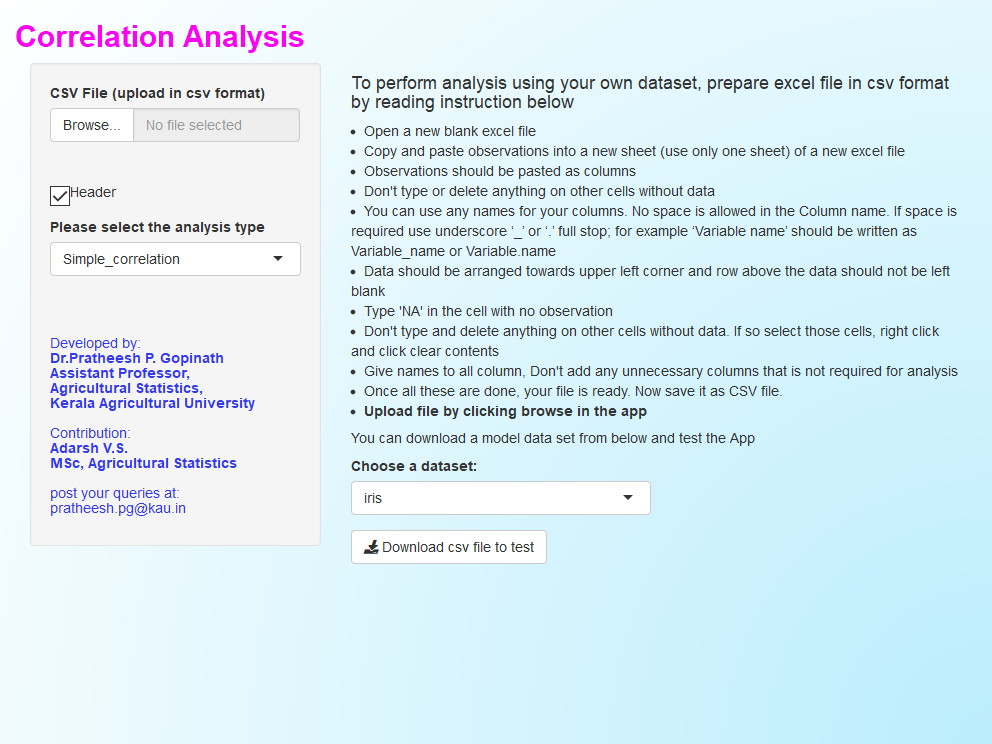 Correlation Analysis
CSV File (upload in csv format)
Browse... No file selected
Header
Please select the analysis type
Simple_correlation
Developed by:
Dr.Pratheesh P. Gopinath
Assistant Professor,
Agricultural Statistics,
Kerala Agricultural University
Contribution:
Adarsh V.S.
MSc, Agricultural Statistics
post your queries at:
pratheesh.pg@kau.in
To perform analysis using your own dataset, prepare excel file in csv format
by reading instruction below
• Open a new blank excel file
• Copy and paste observations into a new sheet (use only one sheet) of a new excel file
• Observations should be pasted as columns
• Don't type or delete anything on other cells without data
• You can use any names for your columns. No space is allowed in the Column name. If space is
required use underscore ‘_’ or ‘.’ full stop; for example ‘Variable name’ should be written as
Variable_name or Variable.name
• Data should be arranged towards upper left corner and row above the data should not be left
blank
• Type 'NA' in the cell with no observation
• Don't type and delete anything on other cells without data. If so select those cells, right click
and click clear contents
• Give names to all column, Don't add any unnecessary columns that is not required for analysis
• Once all these are done, your file is ready. Now save it as CSV file.
• Upload file by clicking browse in the app
You can download a model data set from below and test the App
Choose a dataset:
iris
Download csv file to test